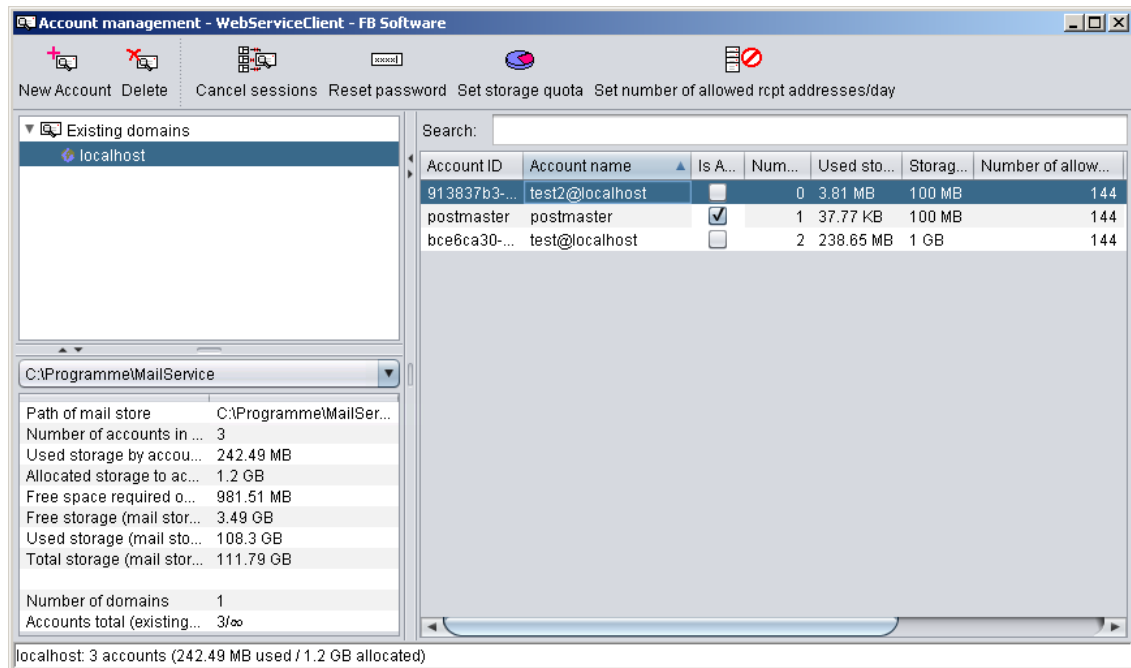 Account management - WebServiceClient - FB Software
New Account Delete Cancel sessions Reset password Set storage quota Set number of allowed rcpt addresses/day
Existing domains
localhost
Search:
Account ID Account name Is A... Num... Used sto... Storag... Number of allow...
913837b3-... test2@localhost 0 3.81 MB 100 MB 144
postmaster postmaster 1 37.77 KB 100 MB 144
bce6ca30-... test@localhost 2 238.65 MB 1 GB 144
C:\Programme\MailService
Path of mail store C:\Programme\MailSer...
Number of accounts in ... 3
Used storage by accou... 242.49 MB
Allocated storage to ac... 1.2 GB
Free space required o... 981.51 MB
Free storage (mail stor... 3.49 GB
Used storage (mail sto... 108.3 GB
Total storage (mail stor... 111.79 GB
Number of domains 1
Accounts total (existing... 3/∞
localhost: 3 accounts (242.49 MB used / 1.2 GB allocated)